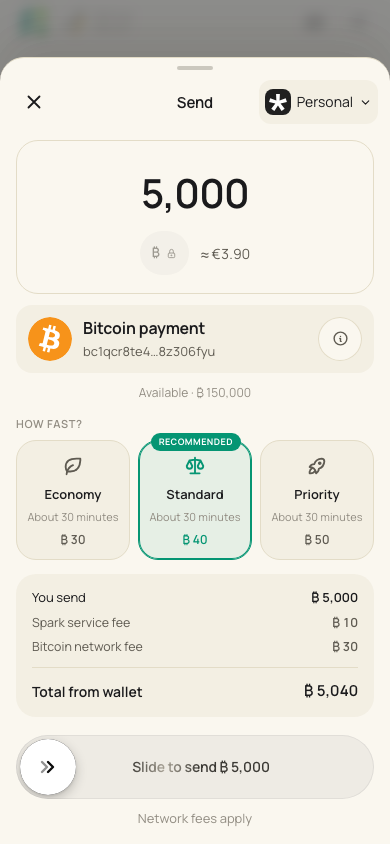 Send
Personal
5,000
₿ ≈ €3.90
Bitcoin payment
bc1qcr8te4...8z306fyu
Available · ₿ 150,000
HOW FAST?
RECOMMENDED
Economy
About 30 minutes
₿ 30
Standard
About 30 minutes
₿ 40
Priority
About 30 minutes
₿ 50
You send ₿ 5,000
Spark service fee ₿ 10
Bitcoin network fee ₿ 30
Total from wallet ₿ 5,040
Slide to send ₿ 5,000
Network fees apply